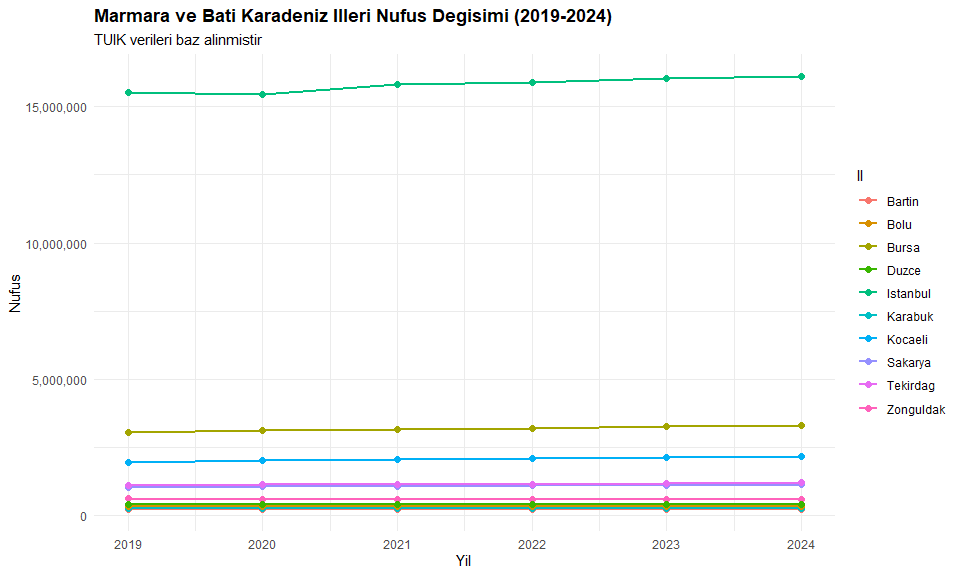 Marmara ve Bati Karadeniz Illeri Nufus Degisimi (2019-2024)
TUIK verileri baz alinmistir
15,000,000
10,000,000
5,000,000
0
Nufus
2019 2020 2021 2022 2023 2024
Yil
Il
Bartin
Bolu
Bursa
Duzce
Istanbul
Karabuk
Kocaeli
Sakarya
Tekirdag
Zonguldak